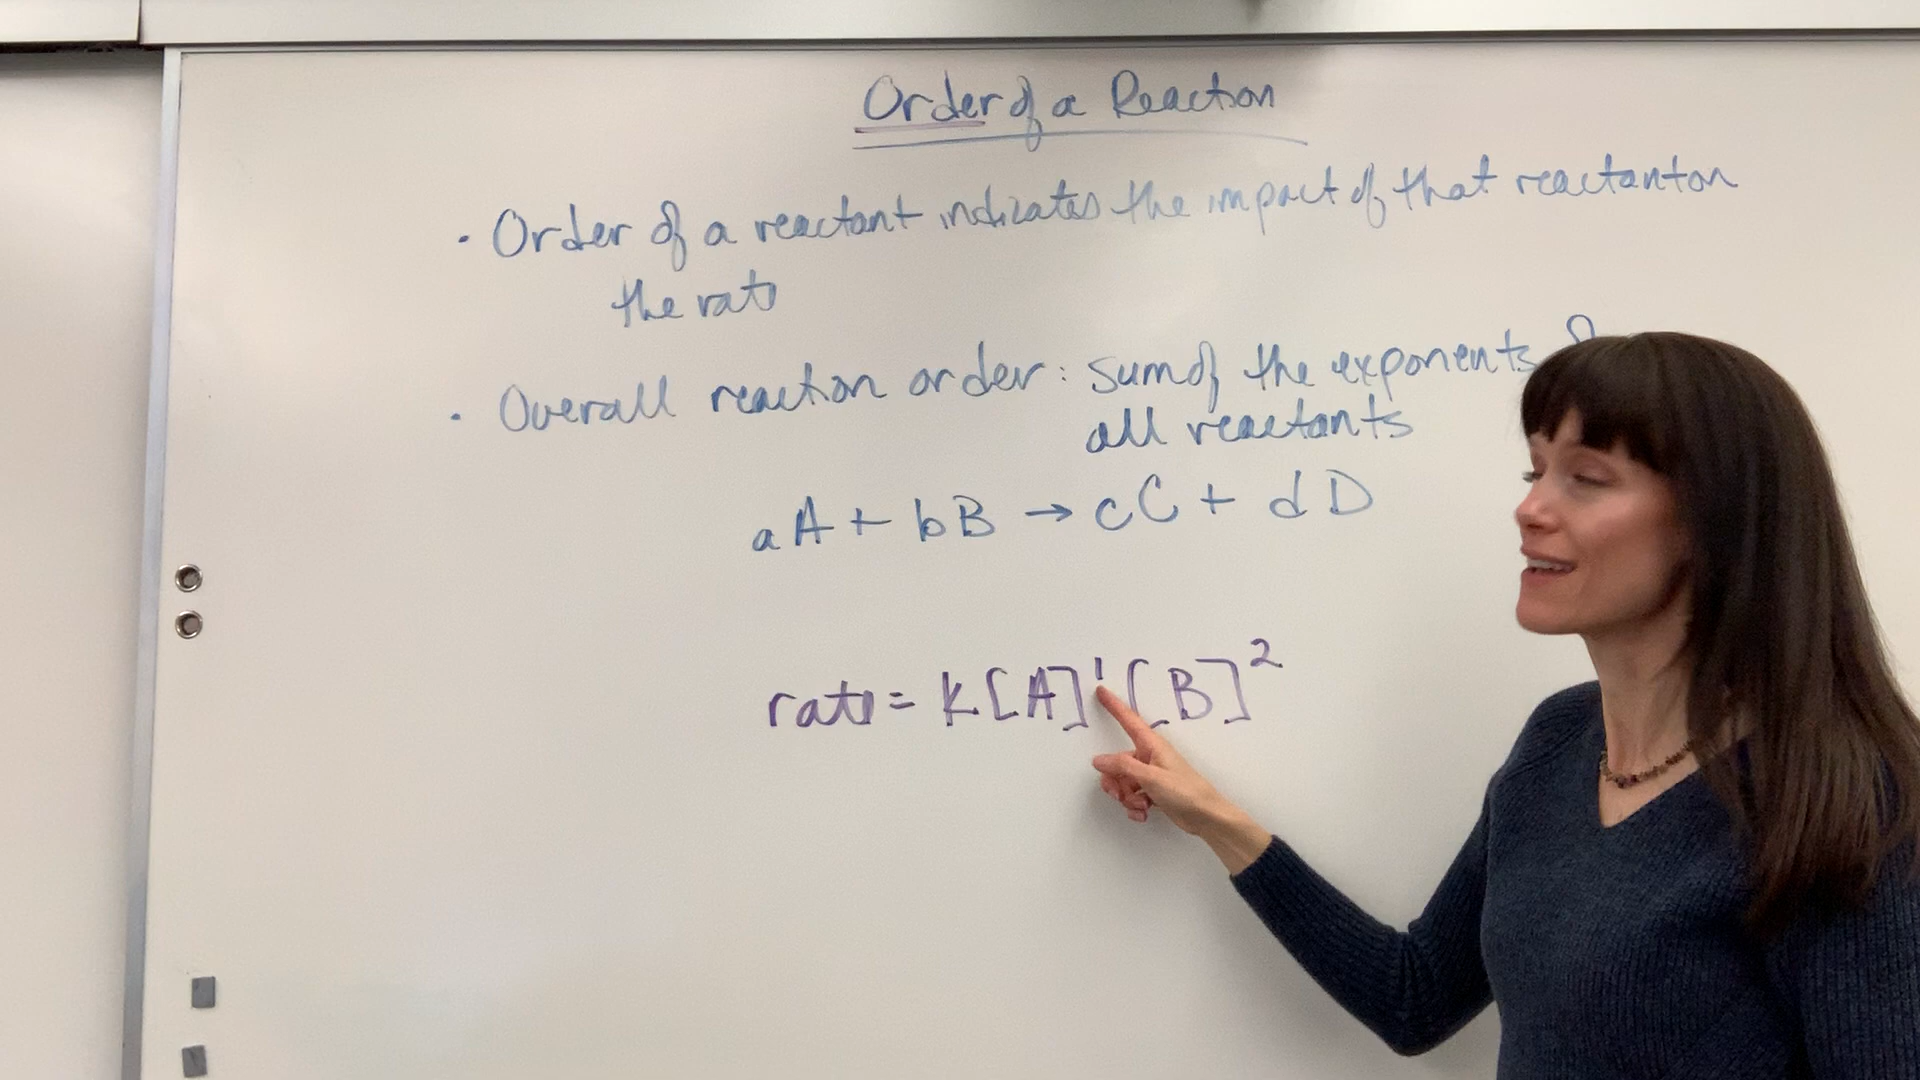 Order of a Reaction
• Order of a reactant indicates the impact of that reactant on
the rate
• Overall reaction order: sum of the exponents
all reactants
aA + bB → cC + dD
rate = k[A]¹[B]²